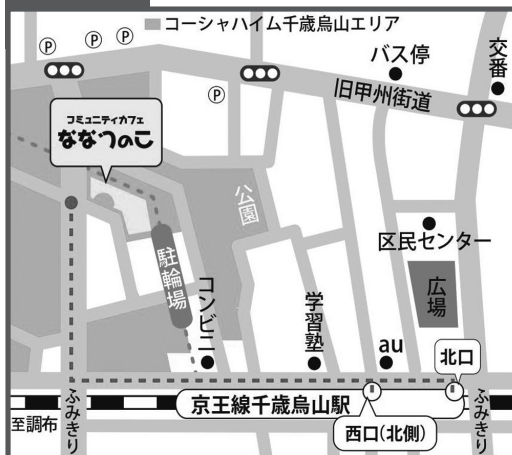 コーシャハイム千歳烏山エリア
P
P
P
P
バス停
交番
旧甲州街道
コミュニティカフェ
ななつのこ
公園
区民センター
駐輪場
広場
コンビニ
学習塾
au
北口
京王線千歳烏山駅
西口(北側)
ふみきり
ふみきり
至調布